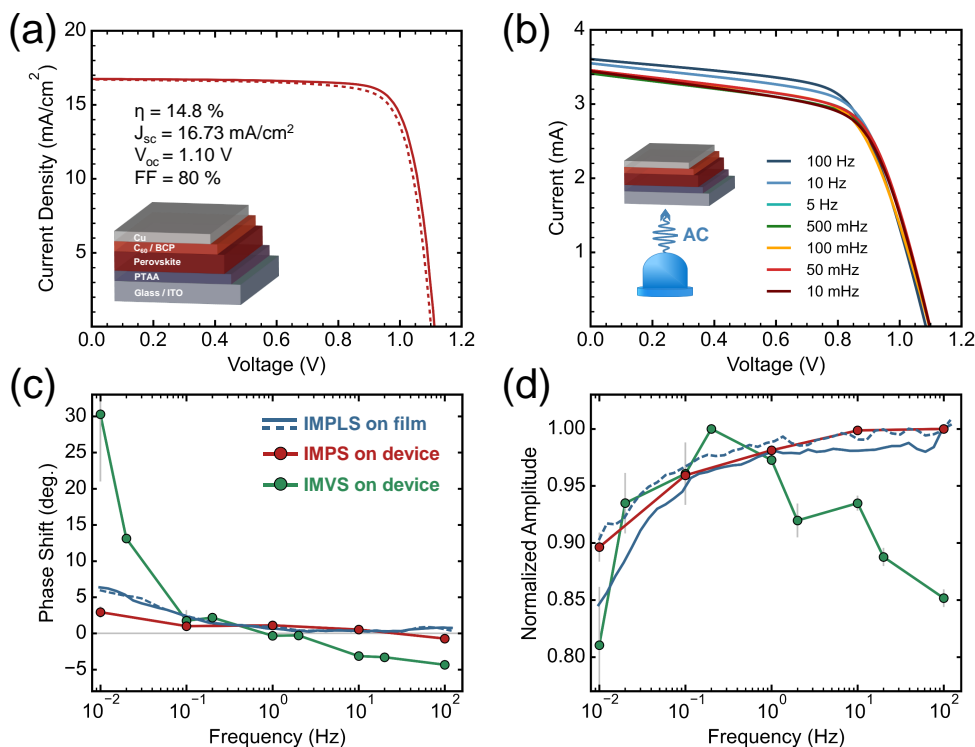 (a)
20
15
10
5
0
Current Density (mA/cm²)
η = 14.8 %
J_sc = 16.73 mA/cm²
V_oc = 1.10 V
FF = 80 %
Cu
C₆₀ / BCP
Perovskite
PTAA
Glass / ITO
0.0 0.2 0.4 0.6 0.8 1.0 1.2
Voltage (V)
(b)
4
3
2
1
0
Current (mA)
AC
100 Hz
10 Hz
5 Hz
500 mHz
100 mHz
50 mHz
10 mHz
0.0 0.2 0.4 0.6 0.8 1.0 1.2
Voltage (V)
(c)
30
25
20
15
10
5
0
−5
Phase Shift (deg.)
IMPLS on film
IMPS on device
IMVS on device
10⁻² 10⁻¹ 10⁰ 10¹ 10²
Frequency (Hz)
(d)
1.00
0.95
0.90
0.85
0.80
Normalized Amplitude
10⁻² 10⁻¹ 10⁰ 10¹ 10²
Frequency (Hz)